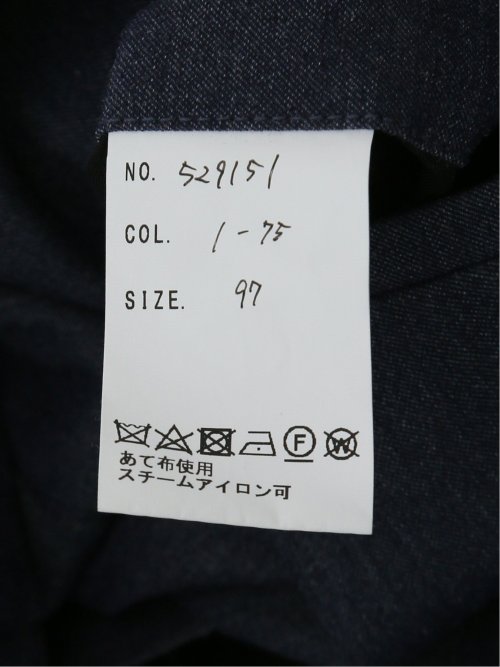 NO. 529151
COL. 1-75
SIZE. 97
F W
あて布使用
スチームアイロン可